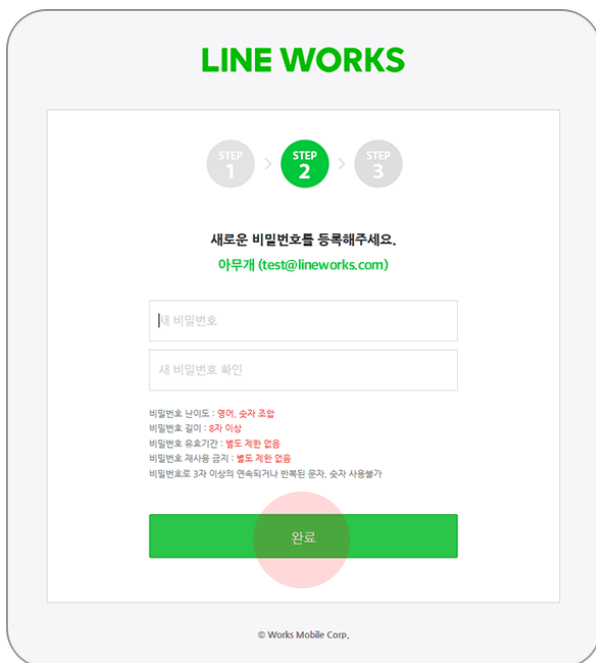 LINE WORKS
STEP
1
STEP
2
STEP
3
새로운 비밀번호를 등록해주세요.
아무개 (test@lineworks.com)
새 비밀번호
새 비밀번호 확인
비밀번호 난이도 : 영어, 숫자 조합
비밀번호 길이 : 8자 이상
비밀번호 유효기간 : 별도 제한 없음
비밀번호 재사용 금지 : 별도 제한 없음
비밀번호로 3자 이상의 연속되거나 반복된 문자, 숫자 사용불가
완료
© Works Mobile Corp.